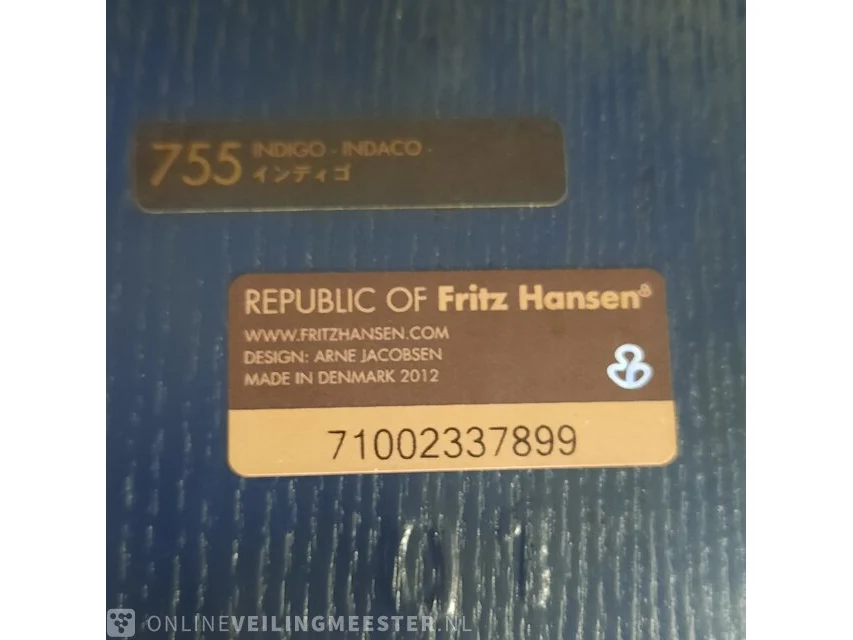 755 INDIGO - INDACO -
インディゴ
REPUBLIC OF Fritz Hansen®
WWW.FRITZHANSEN.COM
DESIGN: ARNE JACOBSEN
MADE IN DENMARK 2012
71002337899
ONLINEVEILINGMEESTER.NL